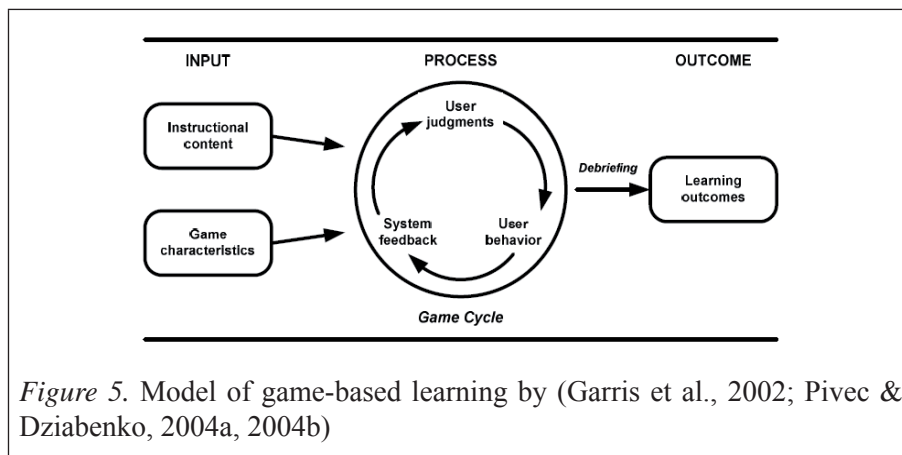 INPUT
PROCESS
OUTCOME
Instructional
content
Game
characteristics
User
judgments
User
behavior
System
feedback
Game Cycle
Debriefing
Learning
outcomes
Figure 5. Model of game-based learning by (Garris et al., 2002; Pivec &
Dziabenko, 2004a, 2004b)